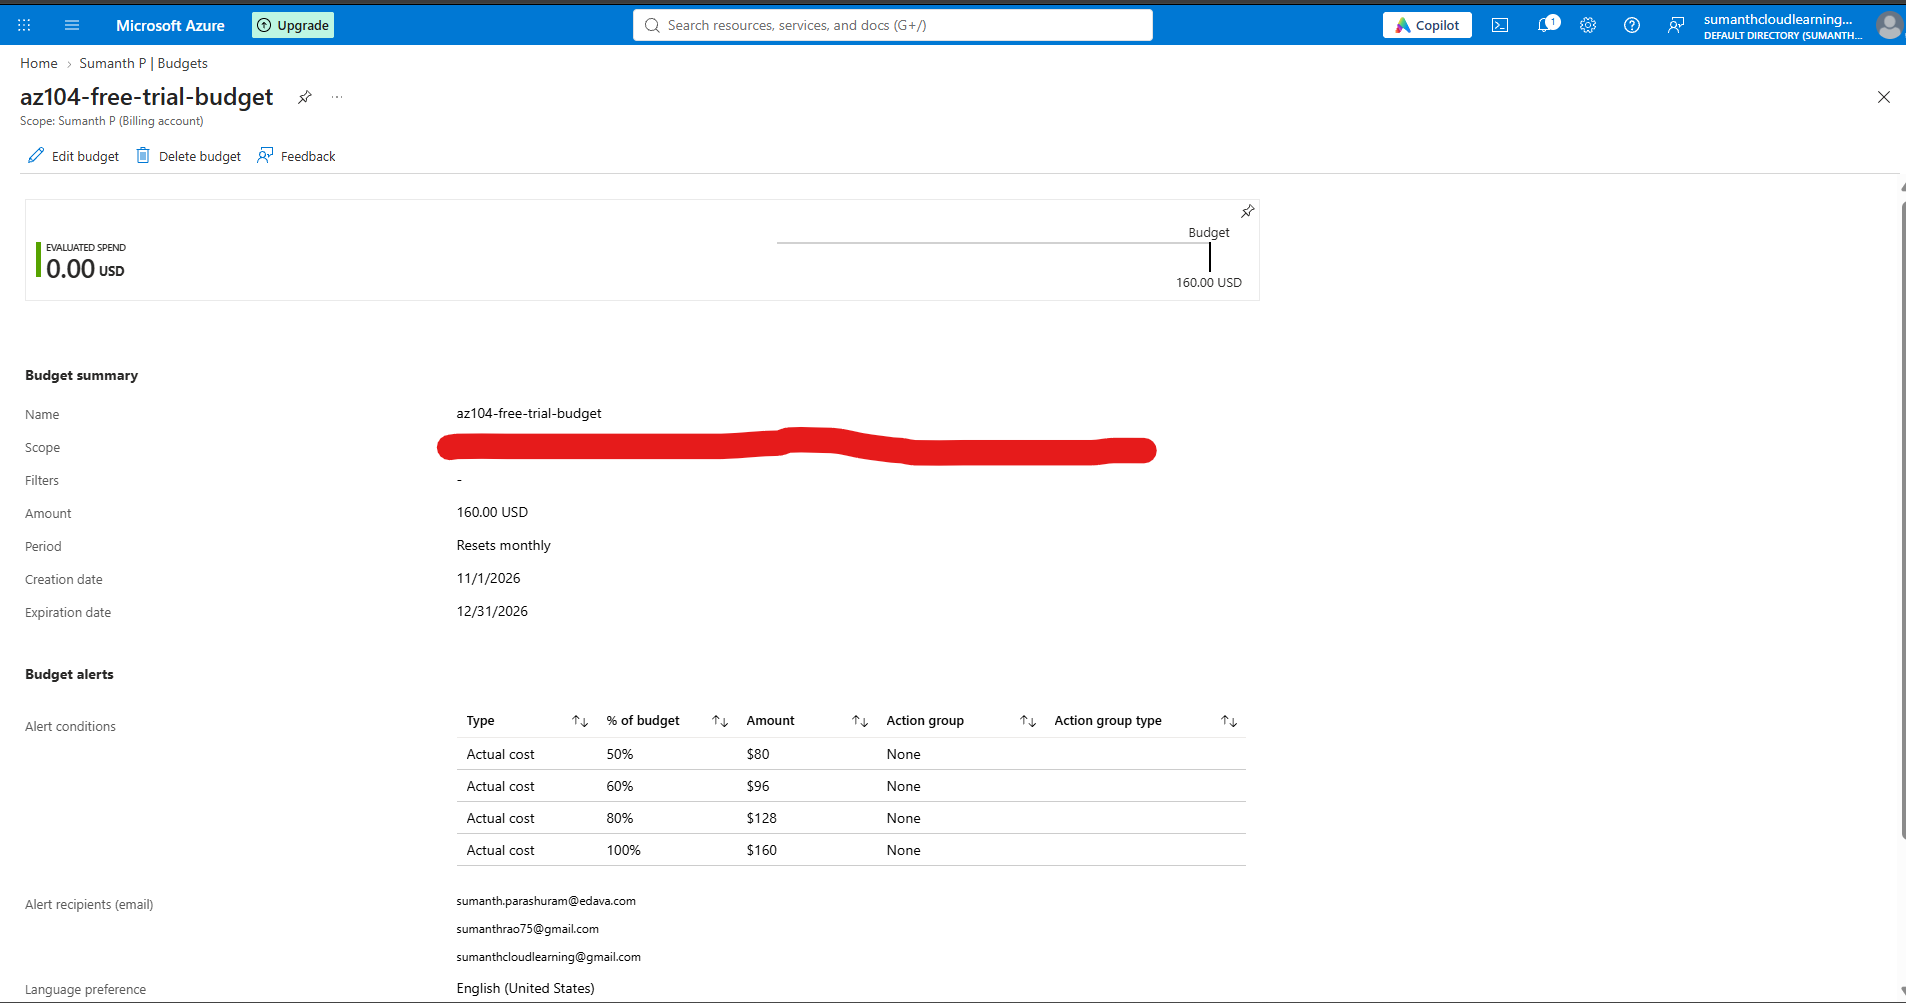 Microsoft Azure Upgrade Search resources, services, and docs (G+/) Copilot 1 sumanthcloudlearning...
DEFAULT DIRECTORY (SUMANTH...
Home > Sumanth P | Budgets
az104-free-trial-budget ...
Scope: Sumanth P (Billing account)
Edit budget Delete budget Feedback
Budget
EVALUATED SPEND
0.00 USD
160.00 USD
Budget summary
Name az104-free-trial-budget
Scope
Filters -
Amount 160.00 USD
Period Resets monthly
Creation date 11/1/2026
Expiration date 12/31/2026
Budget alerts
Alert conditions
Type % of budget Amount Action group Action group type
Actual cost 50% $80 None
Actual cost 60% $96 None
Actual cost 80% $128 None
Actual cost 100% $160 None
Alert recipients (email) sumanth.parashuram@edava.com
sumanthrao75@gmail.com
sumanthcloudlearning@gmail.com
Language preference English (United States)